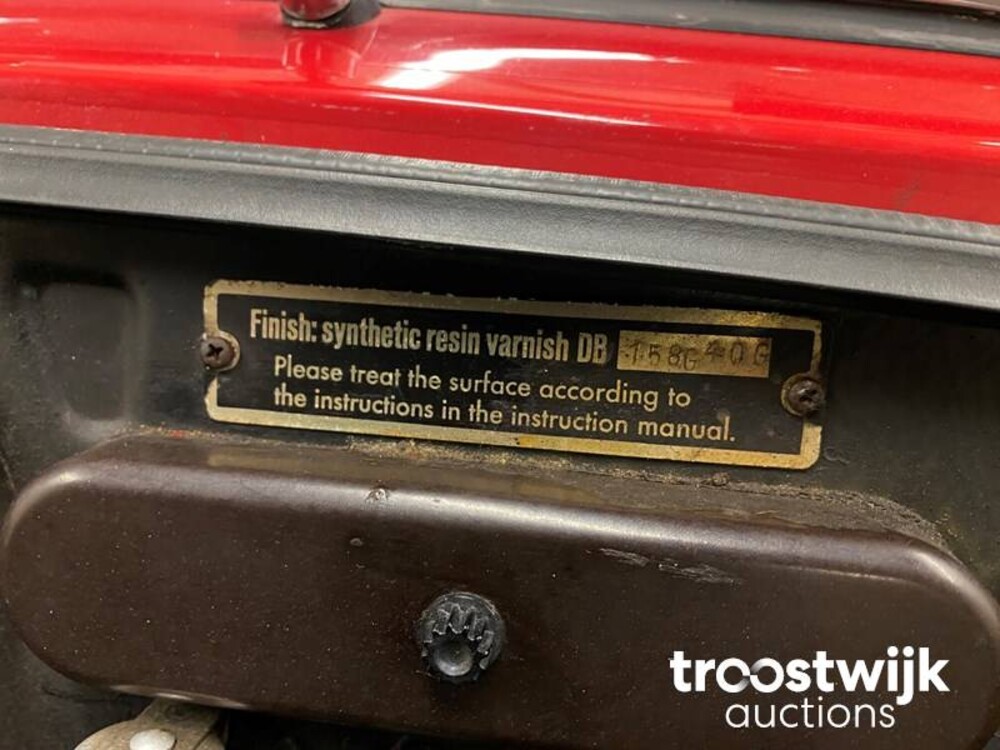 Finish: synthetic resin varnish DB 158G40G
Please treat the surface according to
the instructions in the instruction manual.
troostwijk
auctions